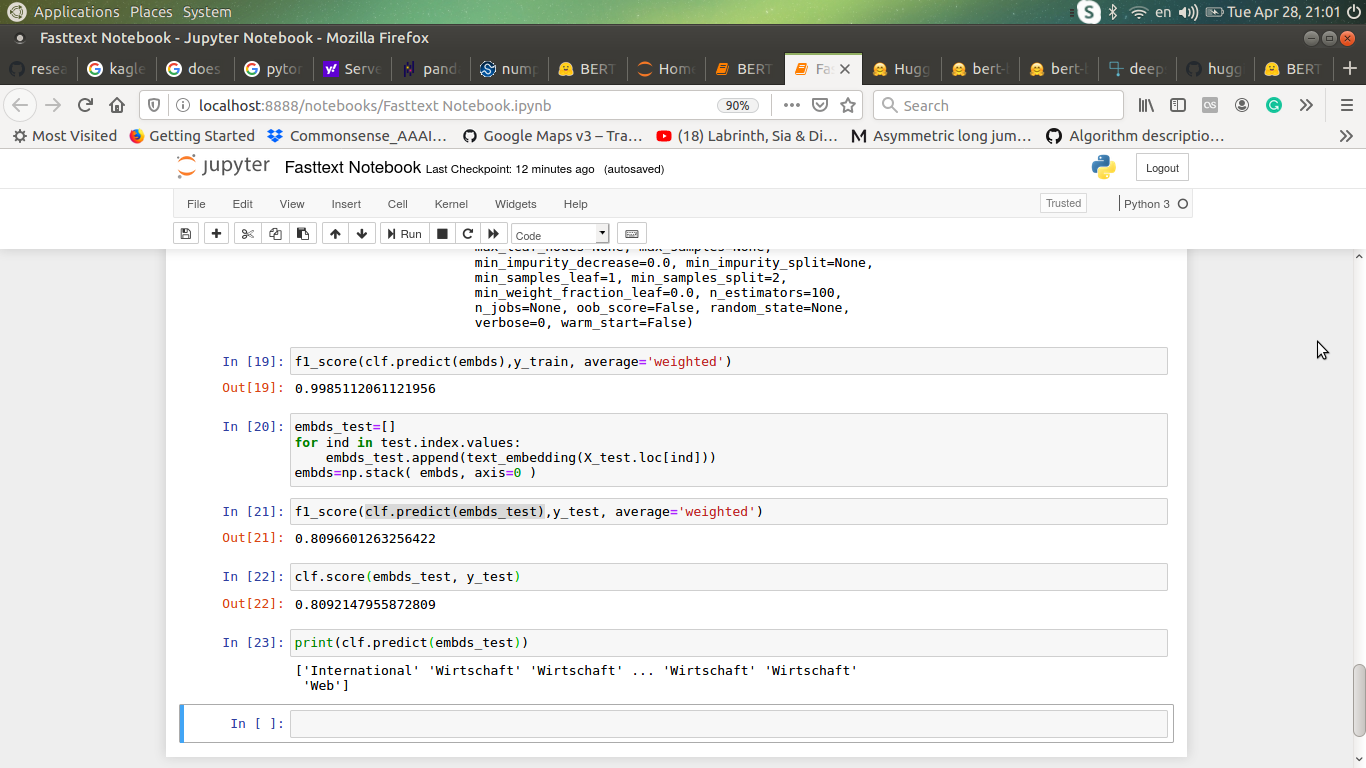 Applications Places System
S en Tue Apr 28, 21:01
Fasttext Notebook - Jupyter Notebook - Mozilla Firefox
resea kagle does pytor Serve pand nump BERT Home BERT Fa Hugg bert- bert- deep hugg BERT
localhost:8888/notebooks/Fasttext Notebook.ipynb 90% Search
Most Visited Getting Started Commonsense_AAAI… Google Maps v3 – Tra… (18) Labrinth, Sia & Di… Asymmetric long jum… Algorithm descriptio…
jupyter Fasttext Notebook Last Checkpoint: 12 minutes ago (autosaved) Logout
File Edit View Insert Cell Kernel Widgets Help Trusted Python 3
Run Code
max_leaf_nodes=None, max_samples=None,
min_impurity_decrease=0.0, min_impurity_split=None,
min_samples_leaf=1, min_samples_split=2,
min_weight_fraction_leaf=0.0, n_estimators=100,
n_jobs=None, oob_score=False, random_state=None,
verbose=0, warm_start=False)
In [19]: f1_score(clf.predict(embds),y_train, average='weighted')
Out[19]: 0.9985112061121956
In [20]: embds_test=[]
for ind in test.index.values:
embds_test.append(text_embedding(X_test.loc[ind]))
embds=np.stack( embds, axis=0 )
In [21]: f1_score(clf.predict(embds_test),y_test, average='weighted')
Out[21]: 0.8096601263256422
In [22]: clf.score(embds_test, y_test)
Out[22]: 0.8092147955872809
In [23]: print(clf.predict(embds_test))
['International' 'Wirtschaft' 'Wirtschaft' ... 'Wirtschaft' 'Wirtschaft'
'Web']
In [ ]: